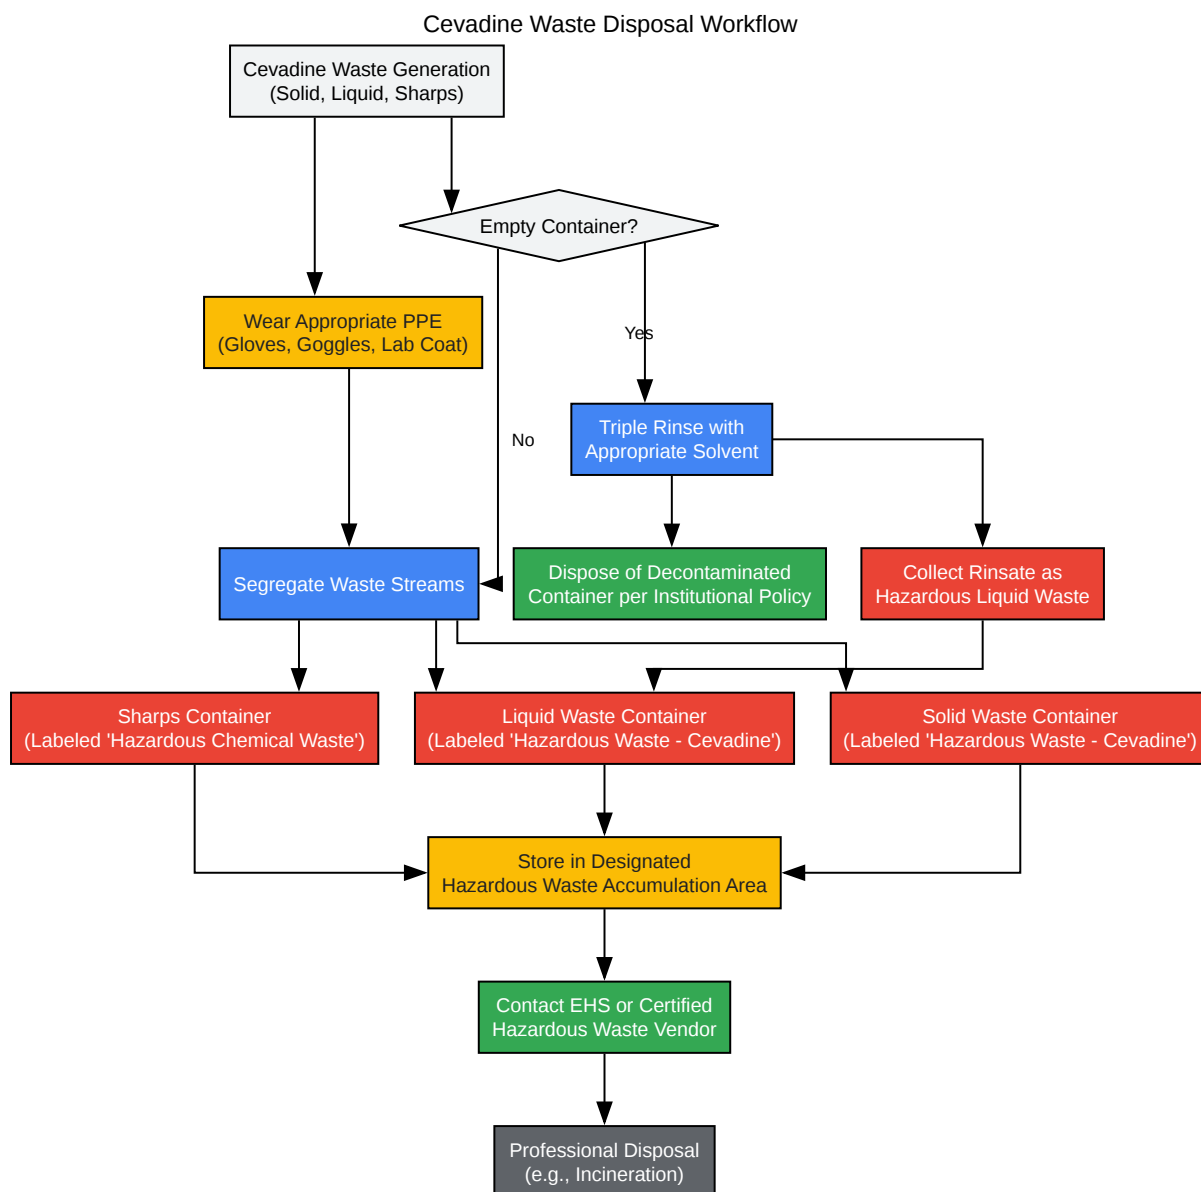 Cevadine Waste Disposal Workflow
Cevadine Waste Generation
(Solid, Liquid, Sharps)
Empty Container?
Wear Appropriate PPE
(Gloves, Goggles, Lab Coat)
Yes
Triple Rinse with
Appropriate Solvent
No
Segregate Waste Streams
Dispose of Decontaminated
Container per Institutional Policy
Collect Rinsate as
Hazardous Liquid Waste
Sharps Container
(Labeled 'Hazardous Chemical Waste')
Liquid Waste Container
(Labeled 'Hazardous Waste - Cevadine')
Solid Waste Container
(Labeled 'Hazardous Waste - Cevadine')
Store in Designated
Hazardous Waste Accumulation Area
Contact EHS or Certified
Hazardous Waste Vendor
Professional Disposal
(e.g., Incineration)